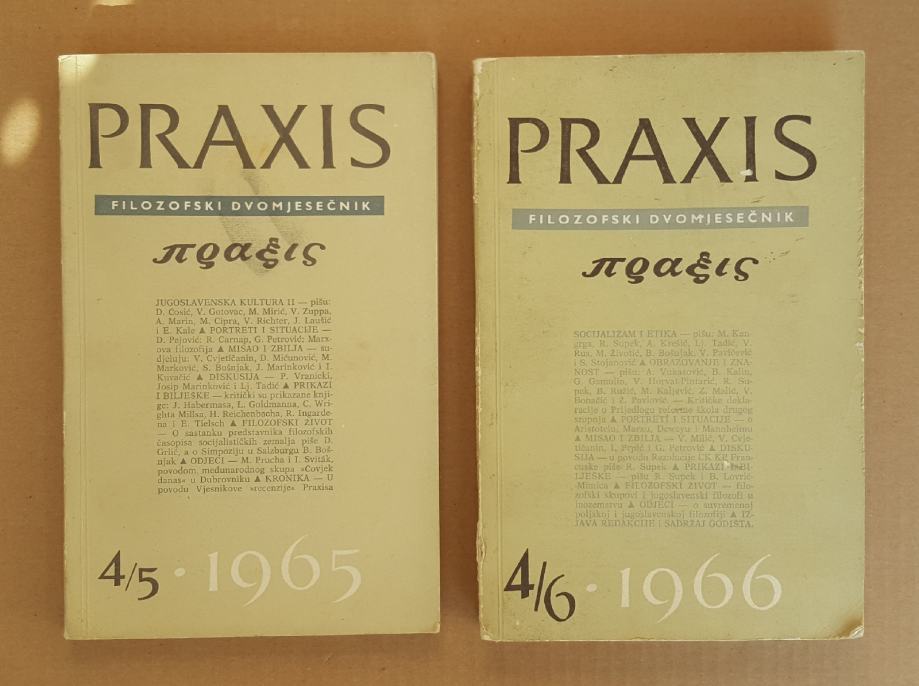 PRAXIS
FILOZOFSKI DVOMJESEČNIK
πραξις
JUGOSLAVENSKA KULTURA II — pišu:
D. Ćosić, V. Gotovac, M. Mirić, V. Zuppa,
A. Marin, M. Cipra, V. Richter, J. Laušić
i E. Kale ▲ PORTRETI I SITUACIJE —
D. Pejović: R. Carnap, G. Petrović: Marx-
ova filozofija ▲ MISAO I ZBILJA — su-
djeluju: V. Cvjetičanin, D. Mićunović, M.
Marković, S. Bošnjak, J. Marinković i I.
Kuvačić ▲ DISKUSIJA — P. Vranicki,
Josip Marinković i Lj. Tadić ▲ PRIKAZI
I BILJEŠKE — kritički su prikazane knji-
ge: J. Habermasa, L. Goldmanna, C. Wri-
ghta Millsa, H. Reichenbacha, R. Ingarde-
na i E. Tielsch ▲ FILOZOFSKI ŽIVOT
— O sastanku predstavnika filozofskih
časopisa socijalističkih zemalja piše D.
Grlić, a o Simpoziju u Salzburgu B. Boš-
njak ▲ ODJECI — M. Prucha i I. Sviták,
povodom međunarodnog skupa »Čovjek
danas« u Dubrovniku ▲ KRONIKA — U
povodu Vjesnikove »recenzije« Praxisa
4/5 · 1965
PRAXIS
FILOZOFSKI DVOMJESEČNIK
πραξις
SOCIJALIZAM I ETIKA — pišu: M. Kan-
grga, R. Supek, A. Krešić, Lj. Tadić, V.
Rus, M. Životić, B. Bošnjak, V. Pavićević
i S. Stojanović ▲ OBRAZOVANJE I ZNA-
NOST — pišu: A. Vukasović, B. Kalin,
G. Gamulin, V. Horvat-Pintarić, R. Su-
pek, B. Ružić, M. Kaljević, Z. Malić, V.
Bonačić i Ž. Pavlović. — Kritičke dekla-
racije o Prijedlogu reforme škola drugog
stupnja ▲ PORTRETI I SITUACIJE — o
Aristotelu, Marxu, Deweyu i Mannheimu
▲ MISAO I ZBILJA — V. Milić, V. Cvje-
tičanin, I. Prpić i G. Petrović ▲ DISKU-
SIJA — u povodu Rezolucije CK KP Fran-
cuske piše R. Supek ▲ PRIKAZI I BI-
LJEŠKE — pišu R. Supek i B. Lovrić-
Mimica ▲ FILOZOFSKI ŽIVOT — filo-
zofski skupovi i jugoslavenski filozofi u
inozemstvu ▲ ODJECI — o suvremenoj
poljskoj i jugoslavenskoj filozofiji ▲ IZ-
JAVA REDAKCIJE i SADRŽAJ GODIŠTA.
4/6 · 1966